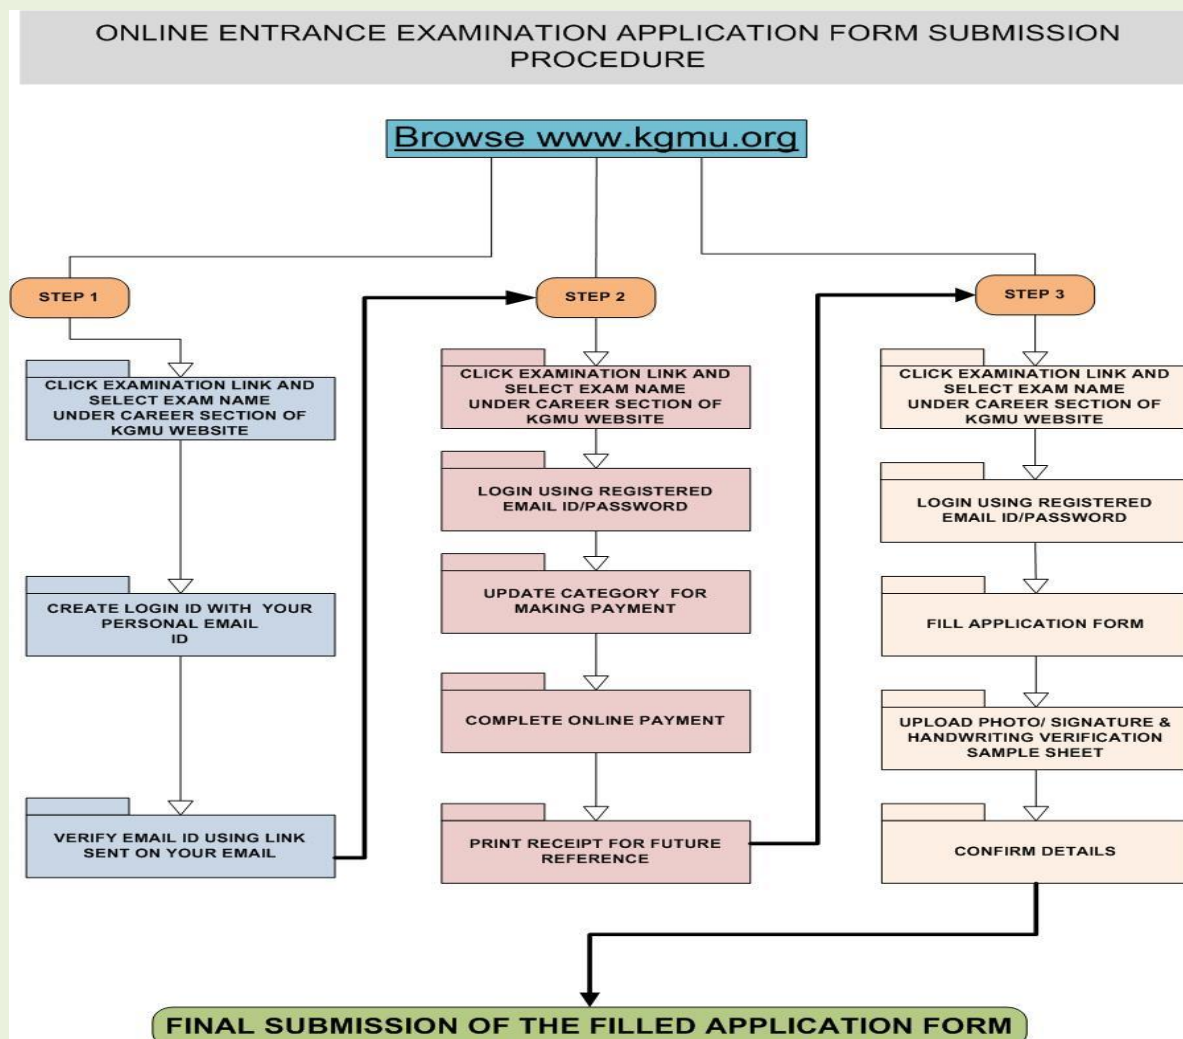 ONLINE ENTRANCE EXAMINATION APPLICATION FORM SUBMISSION
PROCEDURE
Browse www.kgmu.org
STEP 1
CLICK EXAMINATION LINK AND
SELECT EXAM NAME
UNDER CAREER SECTION OF
KGMU WEBSITE
CREATE LOGIN ID WITH YOUR
PERSONAL EMAIL
ID
VERIFY EMAIL ID USING LINK
SENT ON YOUR EMAIL
STEP 2
CLICK EXAMINATION LINK AND
SELECT EXAM NAME
UNDER CAREER SECTION OF
KGMU WEBSITE
LOGIN USING REGISTERED
EMAIL ID/PASSWORD
UPDATE CATEGORY FOR
MAKING PAYMENT
COMPLETE ONLINE PAYMENT
PRINT RECEIPT FOR FUTURE
REFERENCE
STEP 3
CLICK EXAMINATION LINK AND
SELECT EXAM NAME
UNDER CAREER SECTION OF
KGMU WEBSITE
LOGIN USING REGISTERED
EMAIL ID/PASSWORD
FILL APPLICATION FORM
UPLOAD PHOTO/ SIGNATURE &
HANDWRITING VERIFICATION
SAMPLE SHEET
CONFIRM DETAILS
FINAL SUBMISSION OF THE FILLED APPLICATION FORM